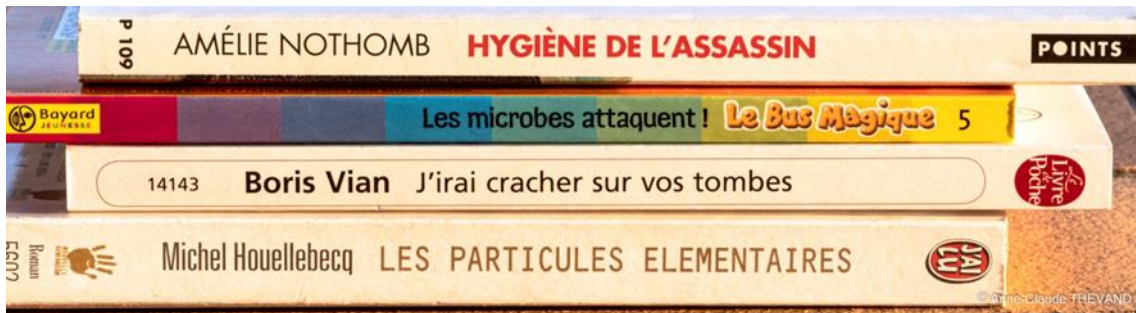 P 109 AMÉLIE NOTHOMB HYGIÈNE DE L'ASSASSIN POINTS
Bayard JEUNESSE Les microbes attaquent ! Le Bus Magique 5
14143 Boris Vian J'irai cracher sur vos tombes Le Livre de Poche
5602 Roman Michel Houellebecq LES PARTICULES ELEMENTAIRES J'AI LU
© Anne-Claude THEVAND